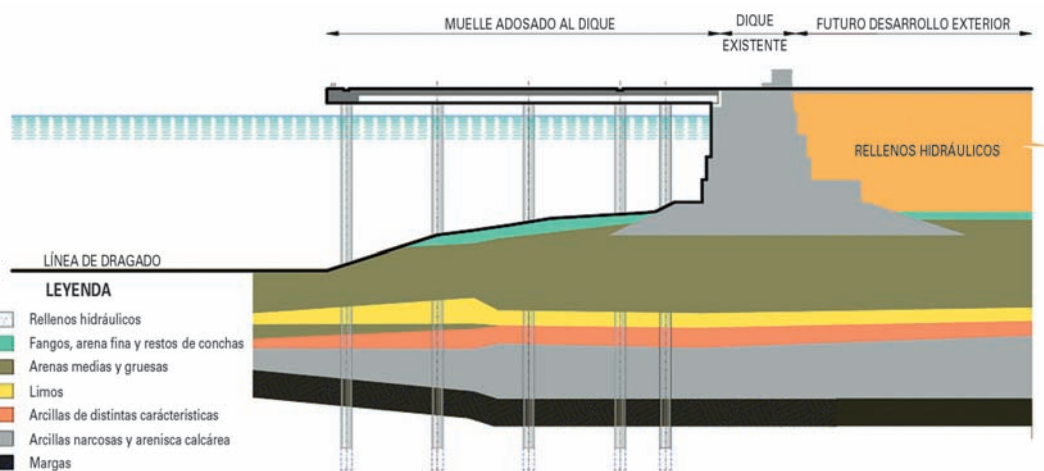 MUELLE ADOSADO AL DIQUE
DIQUE
EXISTENTE
FUTURO DESARROLLO EXTERIOR
RELLENOS HIDRÁULICOS
LÍNEA DE DRAGADO
LEYENDA
Rellenos hidráulicos
Fangos, arena fina y restos de conchas
Arenas medias y gruesas
Limos
Arcillas de distintas carácterísticas
Arcillas narcosas y arenisca calcárea
Margas